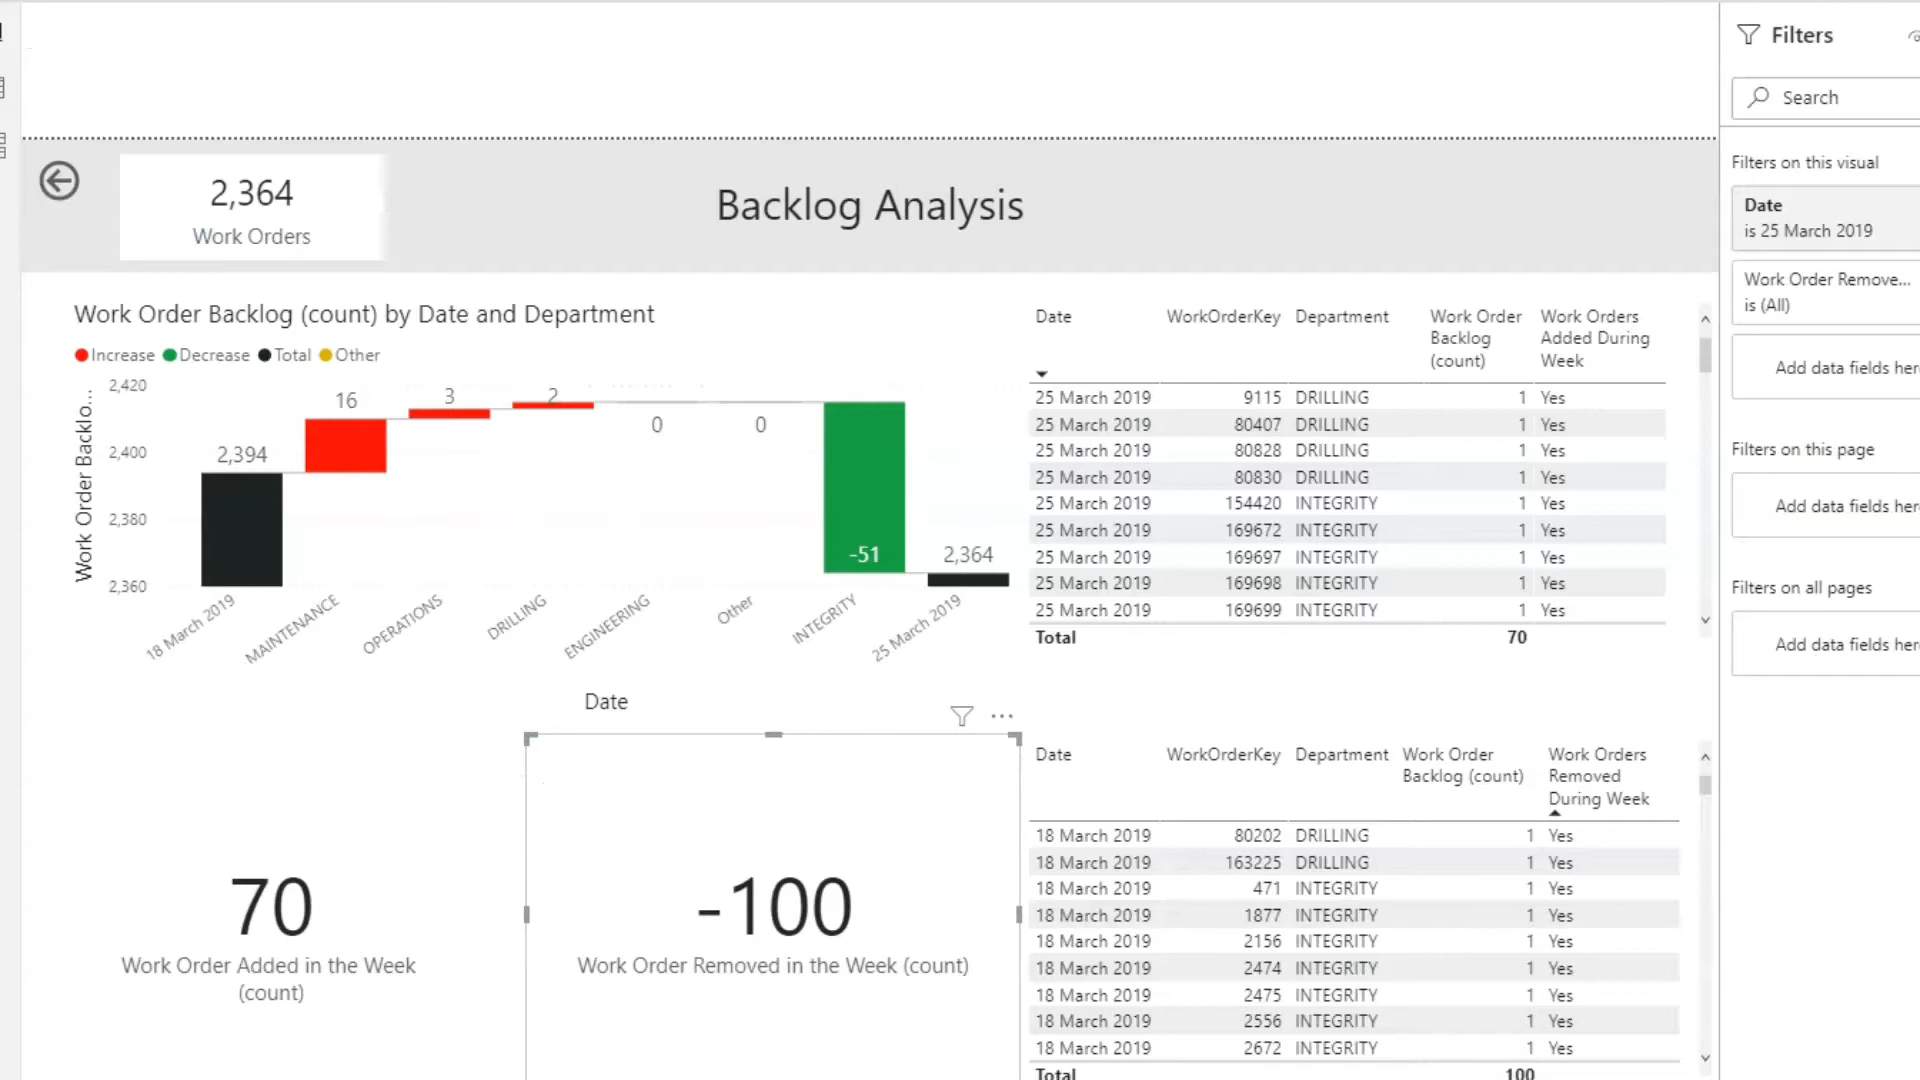 Filters
Search
Filters on this visual
Date
is 25 March 2019
Work Order Remove...
is (All)
Add data fields her
Filters on this page
Add data fields her
Filters on all pages
Add data fields her
2,364
Work Orders
Backlog Analysis
Work Order Backlog (count) by Date and Department
Increase Decrease Total Other
Work Order Backlo...
2,420
2,400
2,380
2,360
2,394
16
3
2
0
0
-51
2,364
18 March 2019
MAINTENANCE
OPERATIONS
DRILLING
ENGINEERING
Other
INTEGRITY
25 March 2019
Date
Date WorkOrderKey Department Work Order Backlog (count) Work Orders Added During Week
25 March 2019 9115 DRILLING 1 Yes
25 March 2019 80407 DRILLING 1 Yes
25 March 2019 80828 DRILLING 1 Yes
25 March 2019 80830 DRILLING 1 Yes
25 March 2019 154420 INTEGRITY 1 Yes
25 March 2019 169672 INTEGRITY 1 Yes
25 March 2019 169697 INTEGRITY 1 Yes
25 March 2019 169698 INTEGRITY 1 Yes
25 March 2019 169699 INTEGRITY 1 Yes
Total 70
70
Work Order Added in the Week
(count)
-100
Work Order Removed in the Week (count)
Date WorkOrderKey Department Work Order Backlog (count) Work Orders Removed During Week
18 March 2019 80202 DRILLING 1 Yes
18 March 2019 163225 DRILLING 1 Yes
18 March 2019 471 INTEGRITY 1 Yes
18 March 2019 1877 INTEGRITY 1 Yes
18 March 2019 2156 INTEGRITY 1 Yes
18 March 2019 2474 INTEGRITY 1 Yes
18 March 2019 2475 INTEGRITY 1 Yes
18 March 2019 2556 INTEGRITY 1 Yes
18 March 2019 2672 INTEGRITY 1 Yes
Total 100